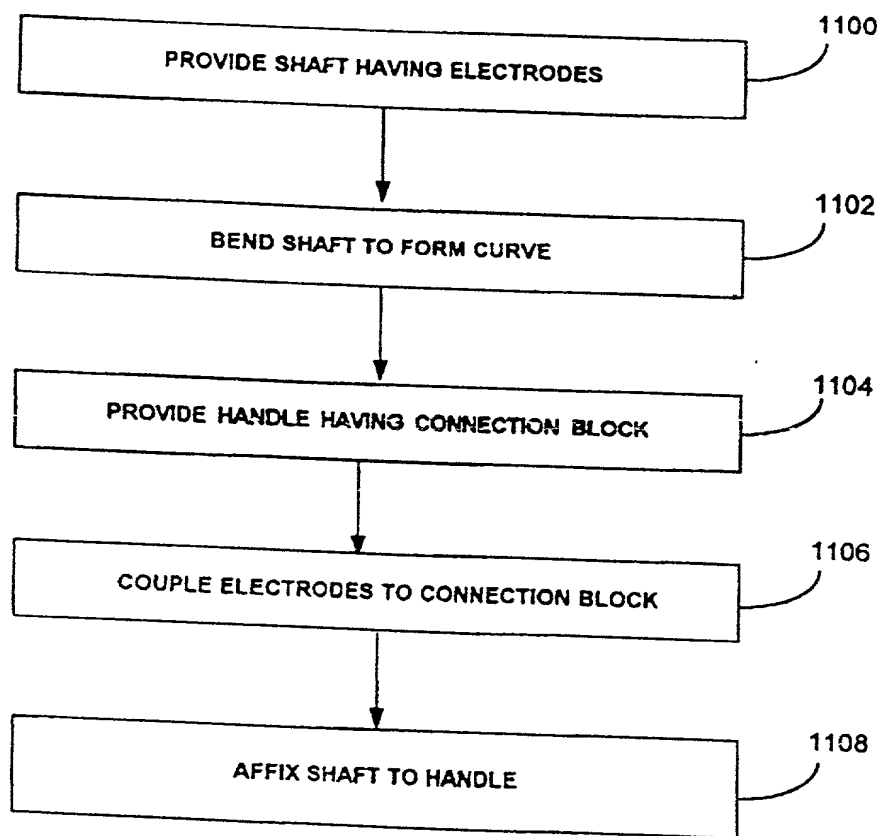 1100
PROVIDE SHAFT HAVING ELECTRODES
1102
BEND SHAFT TO FORM CURVE
1104
PROVIDE HANDLE HAVING CONNECTION BLOCK
1106
COUPLE ELECTRODES TO CONNECTION BLOCK
1108
AFFIX SHAFT TO HANDLE